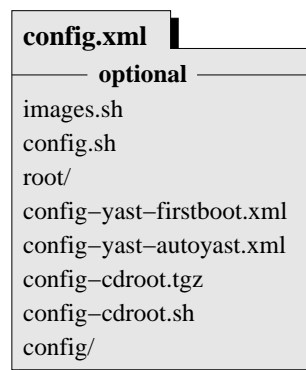 config.xml
optional
images.sh
config.sh
root/
config−yast−firstboot.xml
config−yast−autoyast.xml
config−cdroot.tgz
config−cdroot.sh
config/